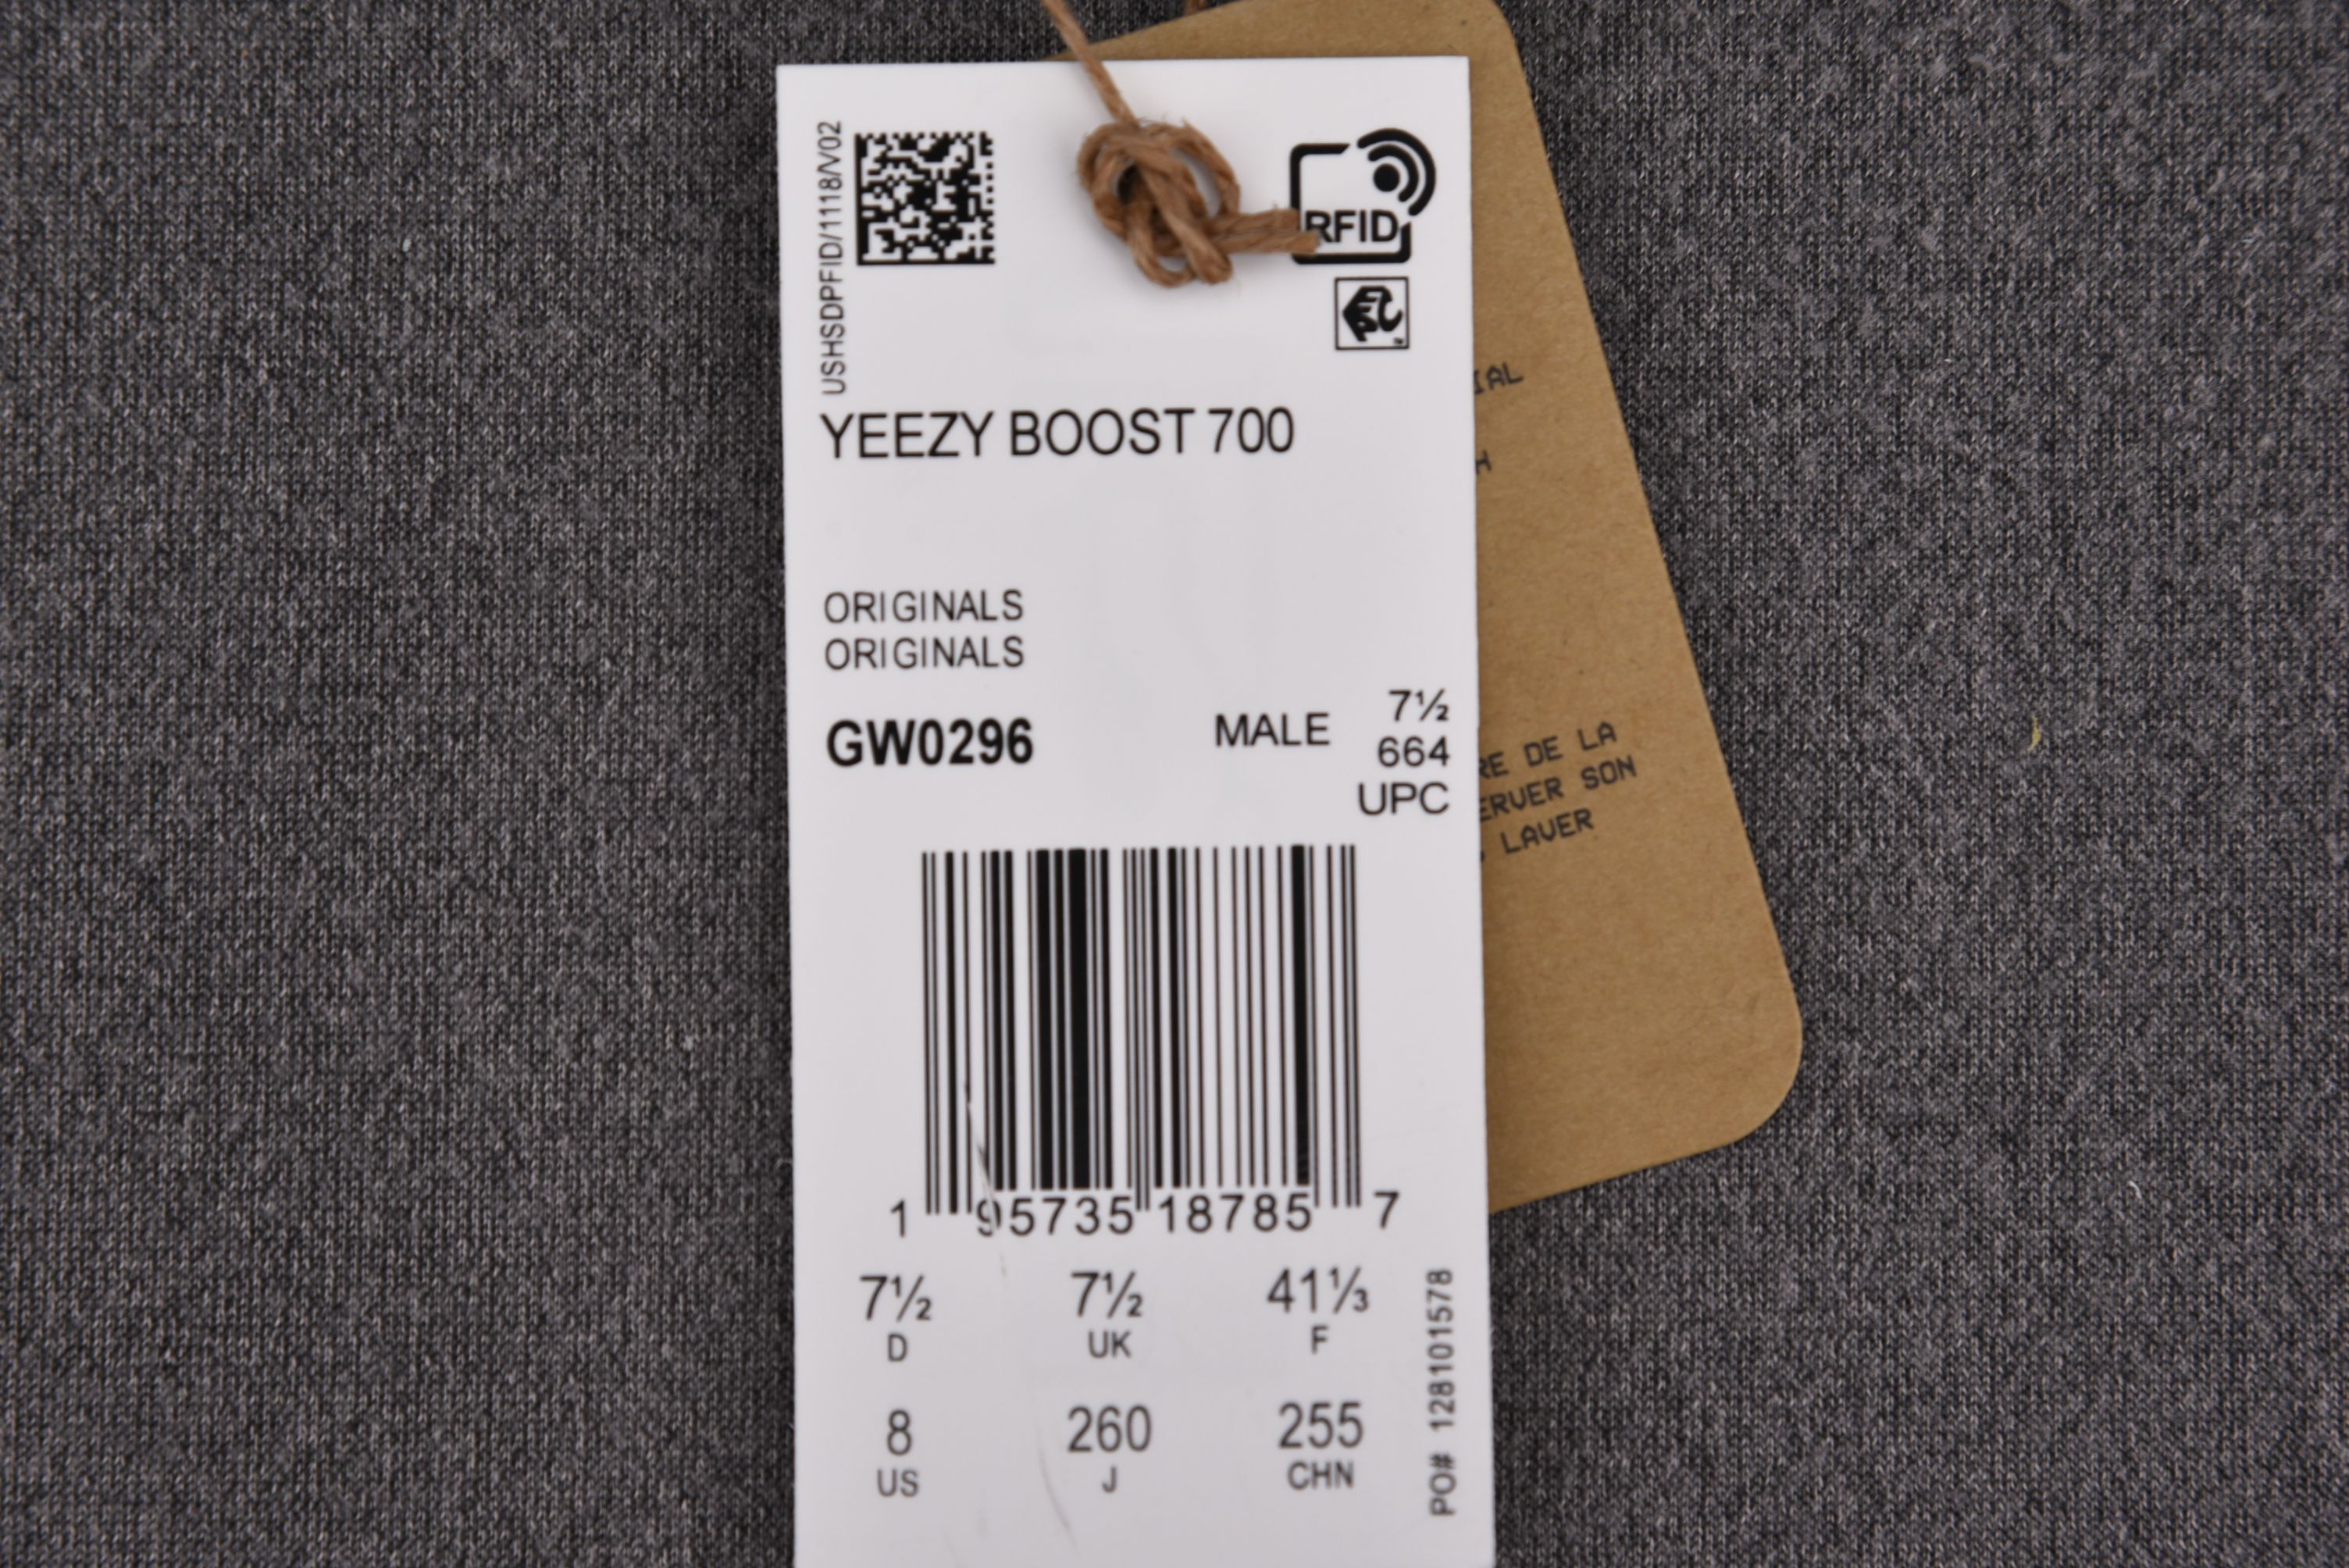 USHSDPFID/1118/V02
RFID
YEEZY BOOST 700
ORIGINALS
ORIGINALS
GW0296
MALE
7½
664
UPC
1 95735 18785 7
7½ 7½ 41⅓
D UK F
8 260 255
US J CHN
PO# 1281101578
IAL
H
RE DE LA
ERVER SON
LAVER